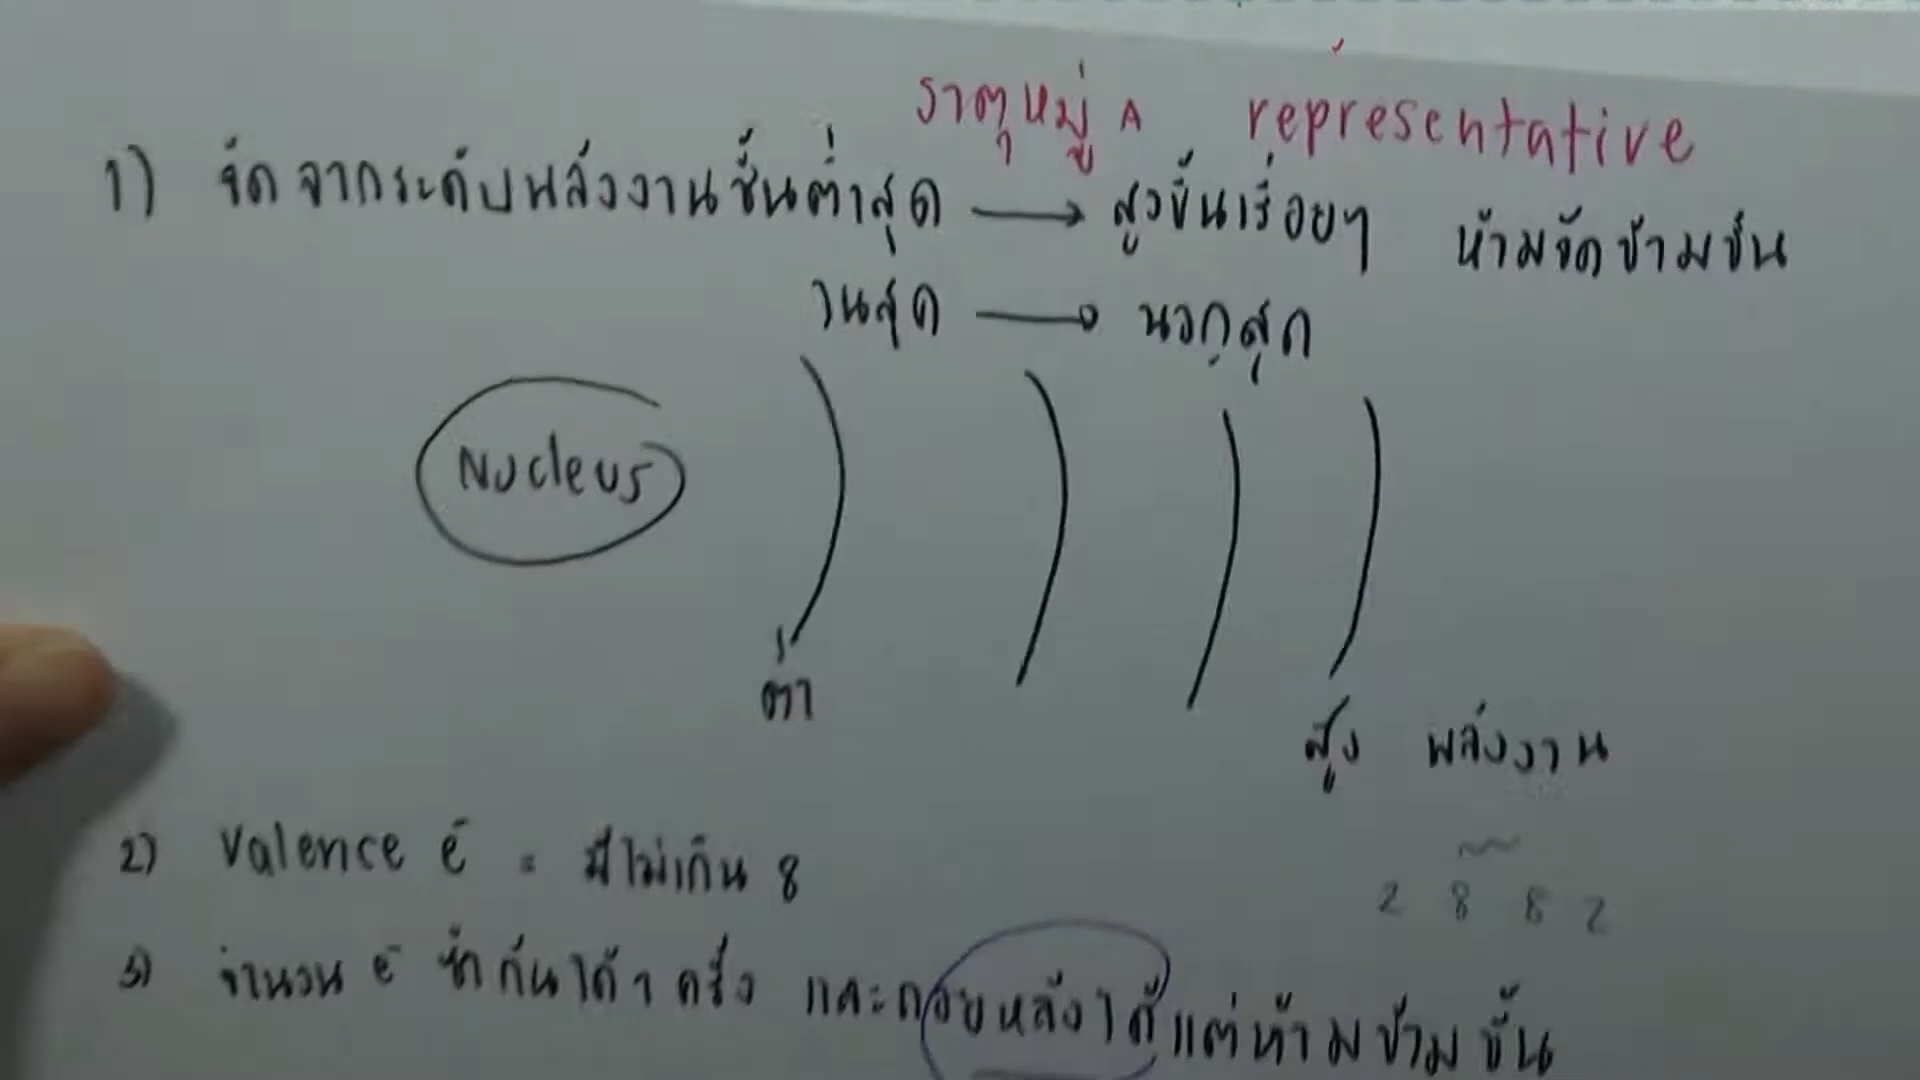 ธาตุหมู่ A representative
1) จัดจากระดับพลังงานชั้นต่ำสุด → สูงขึ้นเรื่อยๆ ห้ามจัดข้ามชั้น
ในสุด → นอกสุด
Nucleus
ต่ำ
สูง พลังงาน
2) Valence e⁻ = มีไม่เกิน 8
2 8 8 2
3) จำนวน e⁻ ซ้ำกันได้ 1 ครั้ง และถอยหลังได้ แต่ห้ามข้ามชั้น